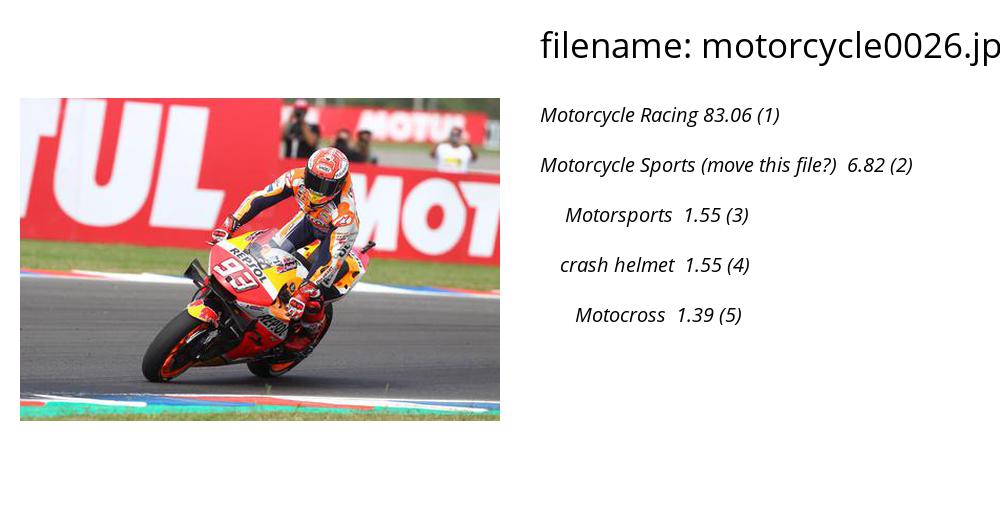 filename: motorcycle0026.jp
Motorcycle Racing 83.06 (1)
Motorcycle Sports (move this file?) 6.82 (2)
Motorsports 1.55 (3)
crash helmet 1.55 (4)
Motocross 1.39 (5)
TUL
MOTUL
MOT
93
REPSOL